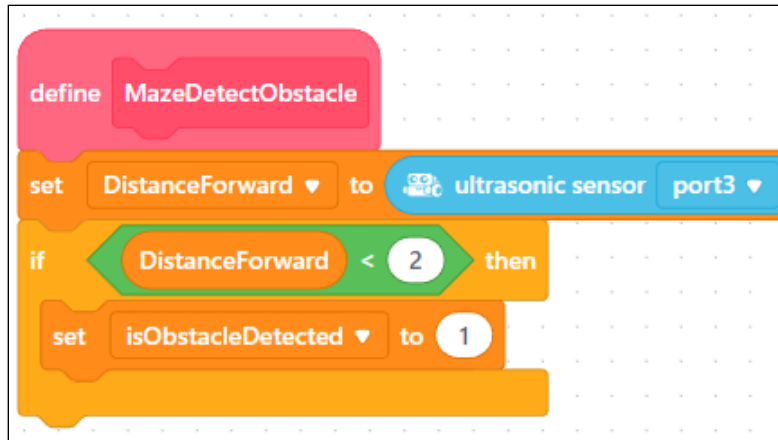 define MazeDetectObstacle
set DistanceForward to ultrasonic sensor port3
if DistanceForward < 2 then
set isObstacleDetected to 1